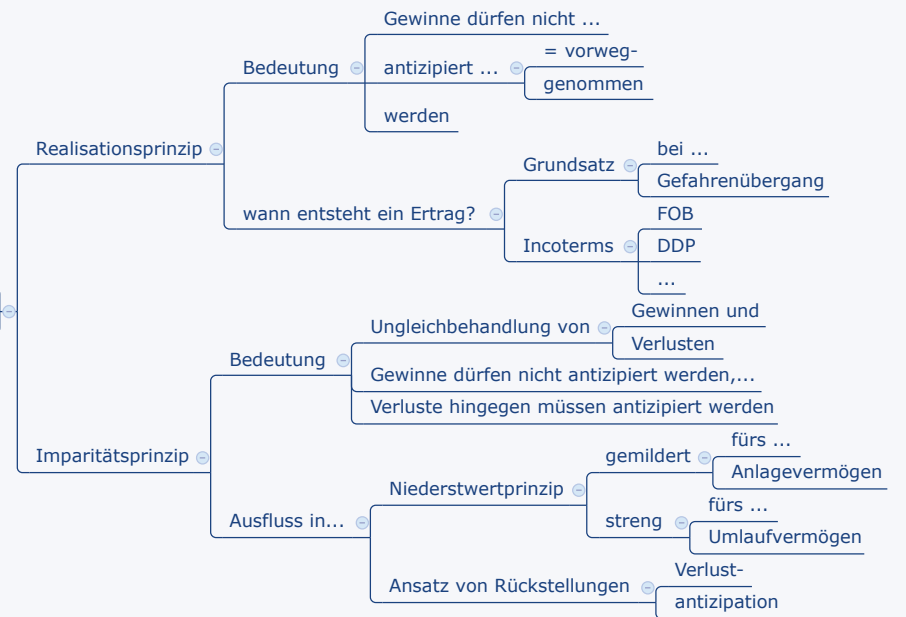 Realisationsprinzip
Bedeutung
Gewinne dürfen nicht ...
antizipiert ...
= vorweg-
genommen
werden
wann entsteht ein Ertrag?
Grundsatz
bei ...
Gefahrenübergang
Incoterms
FOB
DDP
...
Imparitätsprinzip
Bedeutung
Ungleichbehandlung von
Gewinnen und
Verlusten
Gewinne dürfen nicht antizipiert werden,...
Verluste hingegen müssen antizipiert werden
Ausfluss in...
Niederstwertprinzip
gemildert
fürs ...
Anlagevermögen
streng
fürs ...
Umlaufvermögen
Ansatz von Rückstellungen
Verlust-
antizipation